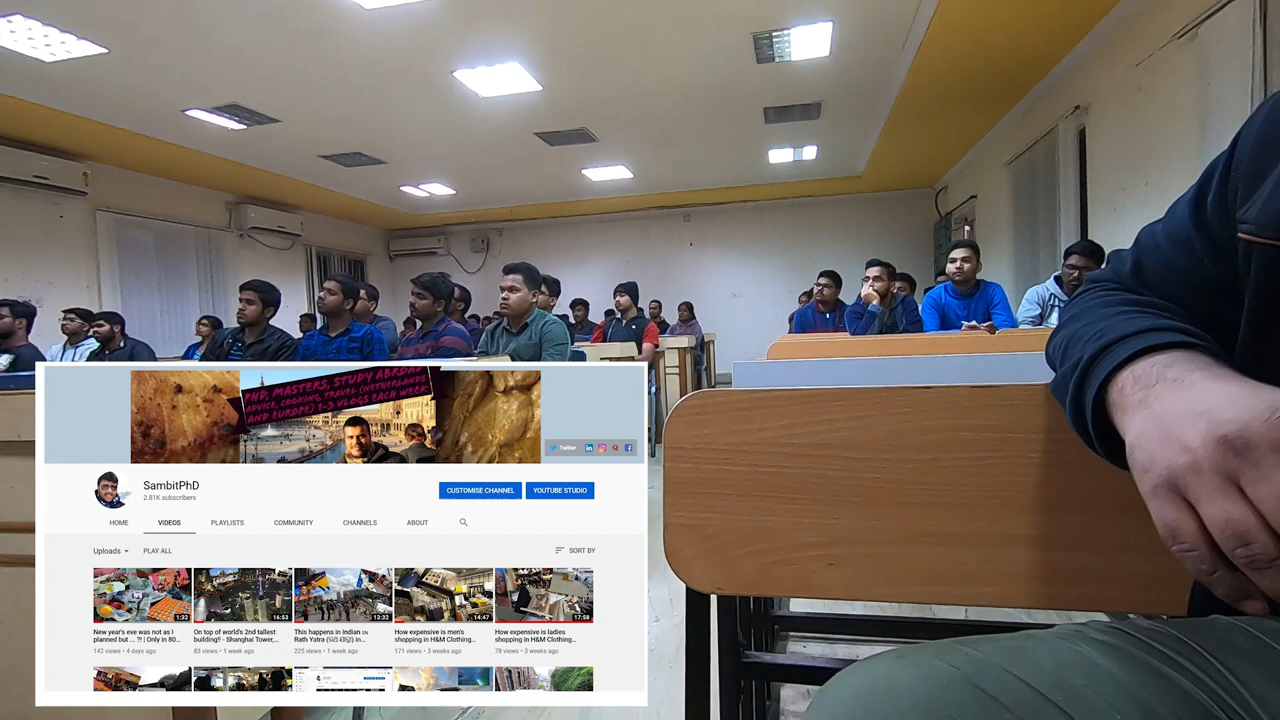 PHD, MASTERS, STUDY ABROAD
ADVICE, COOKING, TRAVEL (NETHERLANDS
AND EUROPE) 1-3 VLOGS EACH WEEK
Twitter
SambitPhD
2.81K subscribers
CUSTOMISE CHANNEL
YOUTUBE STUDIO
HOME
VIDEOS
PLAYLISTS
COMMUNITY
CHANNELS
ABOUT
Uploads
PLAY ALL
SORT BY
1:32
16:53
13:32
14:47
17:58
New year's eve was not as I
planned but ... ?! | Only in 80...
142 views • 4 days ago
On top of world's 2nd tallest
building!! - Shanghai Tower,...
83 views • 1 week ago
This happens in Indian IN
Rath Yatra (ରଥ ଯାତ୍ରା) in...
225 views • 1 week ago
How expensive is men's
shopping in H&M Clothing...
171 views • 3 weeks ago
How expensive is ladies
shopping in H&M Clothing...
78 views • 3 weeks ago